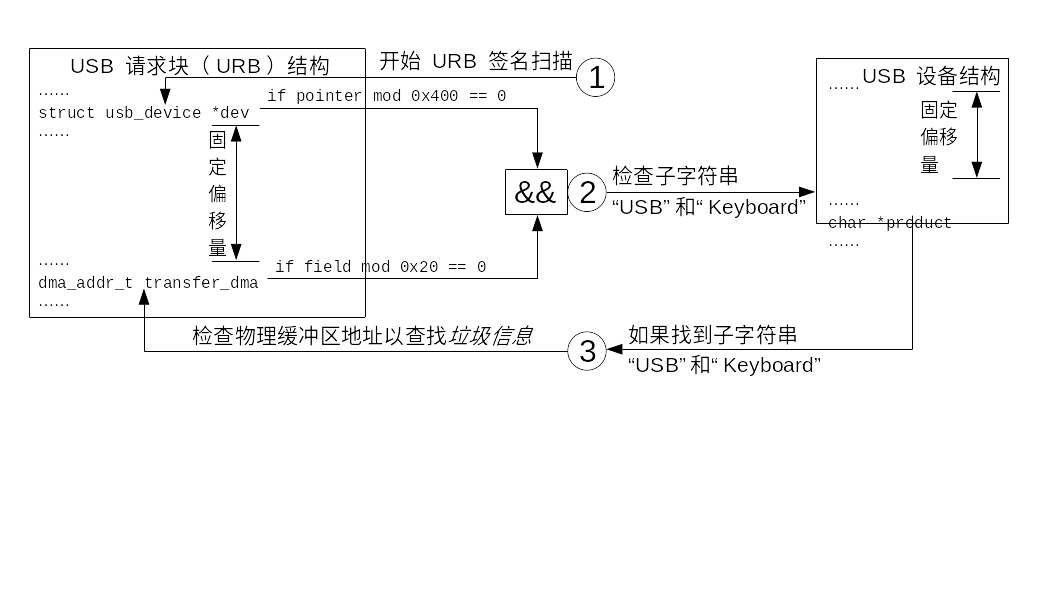 USB 请求块（URB）结构
开始 URB 签名扫描
1
......
struct usb_device *dev
......
if pointer mod 0x400 == 0
固
定
偏
移
量
&&
2
检查子字符串
“USB” 和“ Keyboard”
if field mod 0x20 == 0
......
dma_addr_t transfer_dma
......
USB 设备结构
......
固定
偏移
量
......
char *product
......
检查物理缓冲区地址以查找垃圾信息
3
如果找到子字符串
“USB” 和“ Keyboard”